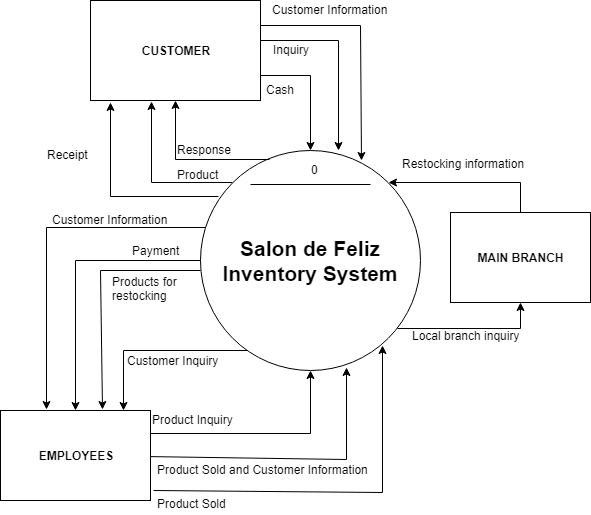 Customer Information
CUSTOMER
Inquiry
Cash
Response
Receipt
Product
0
Restocking information
Customer Information
Payment
Salon de Feliz
Inventory System
MAIN BRANCH
Products for
restocking
Local branch inquiry
Customer Inquiry
Product Inquiry
EMPLOYEES
Product Sold and Customer Information
Product Sold